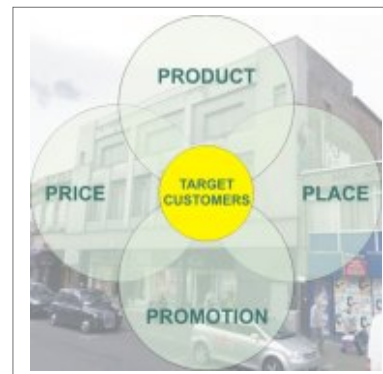 PRODUCT
PRICE
TARGET
CUSTOMERS
PLACE
PROMOTION